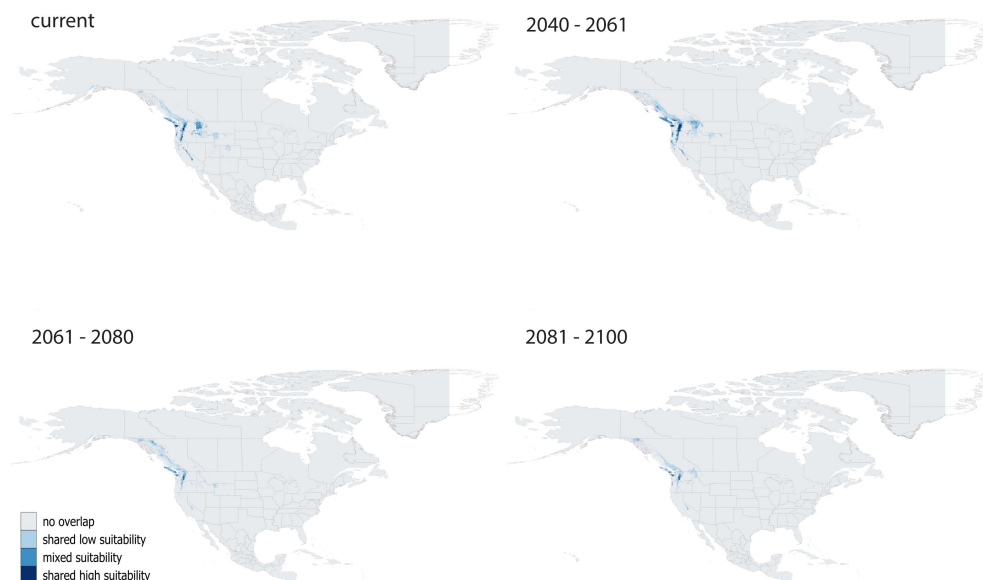 current
2040 - 2061
2061 - 2080
2081 - 2100
no overlap
shared low suitability
mixed suitability
shared high suitability